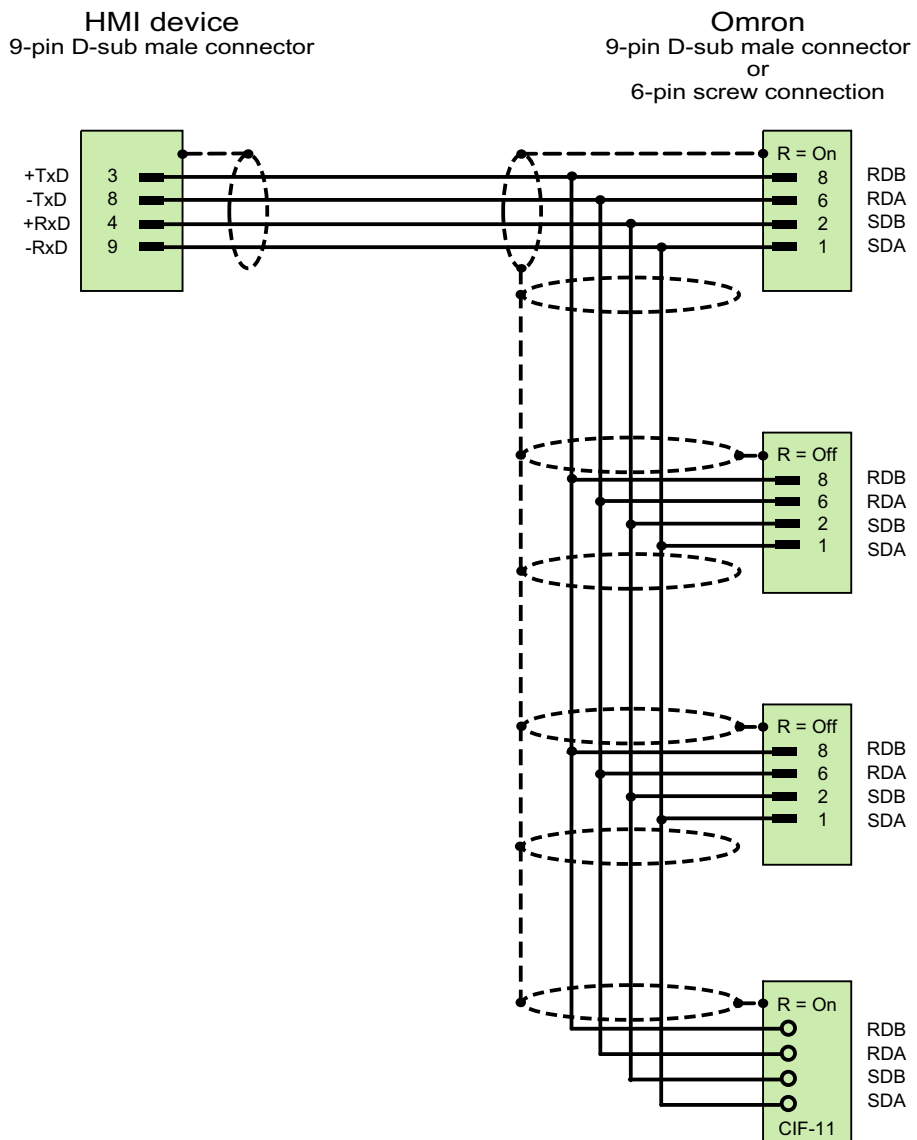 HMI device
9-pin D-sub male connector
Omron
9-pin D-sub male connector
or
6-pin screw connection
+TxD 3
-TxD 8
+RxD 4
-RxD 9
R = On
8 RDB
6 RDA
2 SDB
1 SDA
R = Off
8 RDB
6 RDA
2 SDB
1 SDA
R = Off
8 RDB
6 RDA
2 SDB
1 SDA
R = On
RDB
RDA
SDB
SDA
CIF-11